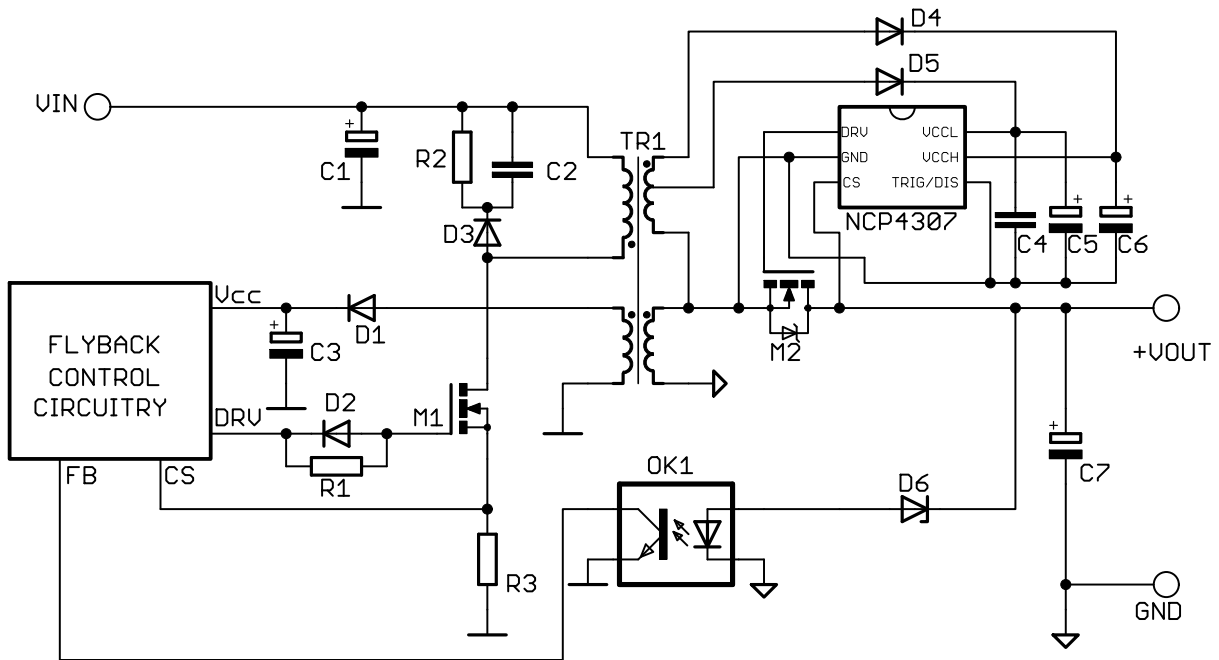 D4
D5
VIN
+
C1
R2
C2
TR1
DRV
VCCL
GND
VCCH
CS
TRIG/DIS
NCP4307
+
+
C4
C5
C6
D3
Vcc
D1
+
C3
M2
+VOUT
FLYBACK
CONTROL
CIRCUITRY
DRV
D2
R1
M1
+
C7
FB
CS
OK1
D6
R3
GND